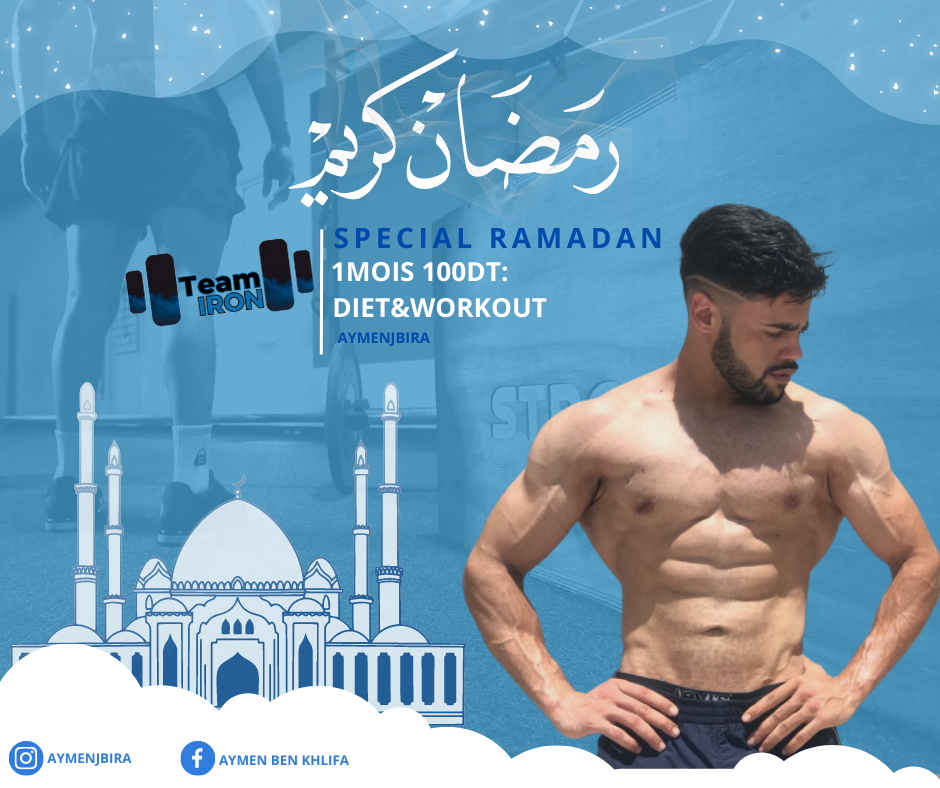 رَمَضَانْ كَرِيمْ
SPECIAL RAMADAN
Team
IRON
1MOIS 100DT:
DIET&WORKOUT
AYMENJBIRA
AYMENJBIRA
AYMEN BEN KHLIFA